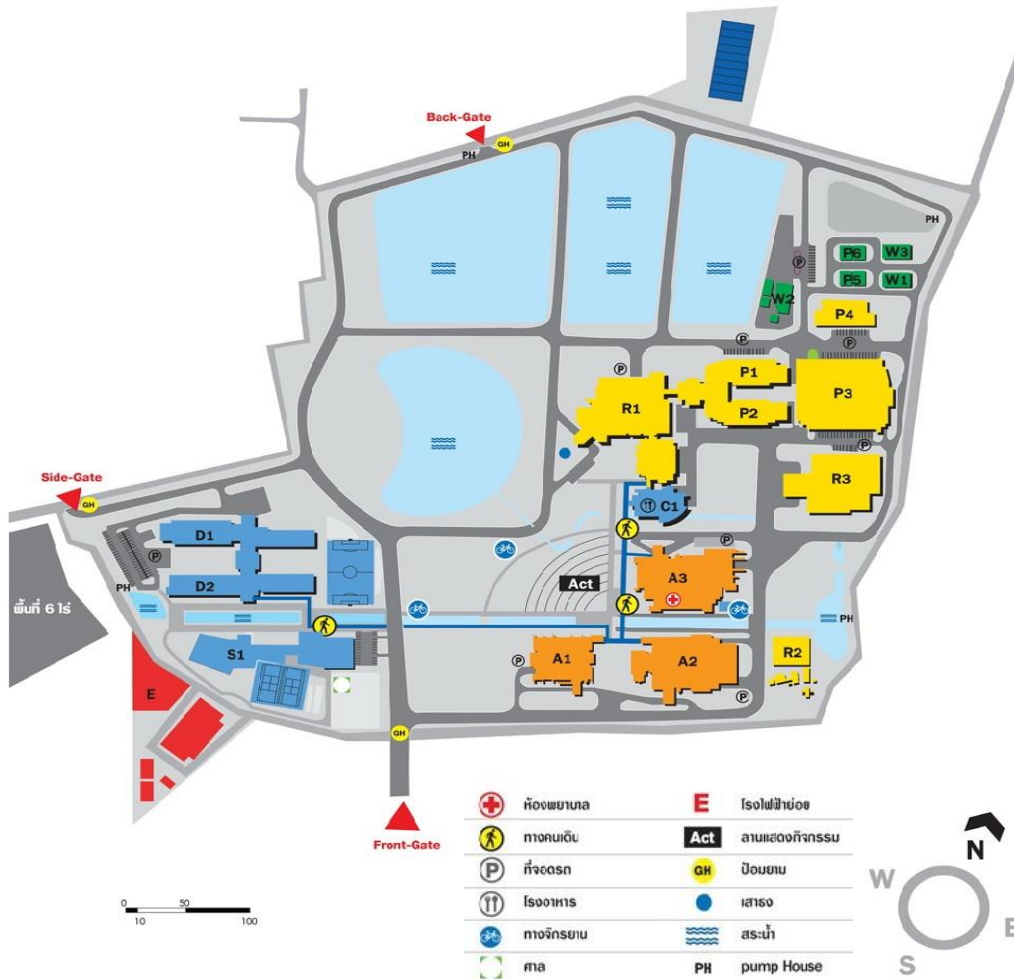 Back-Gate
GH
PH
PH
P6
W3
P
P5
W1
W2
P4
P
P
P1
P
P3
R1
P2
P
R3
Side-Gate
GH
C1
D1
P
P
Act
A3
PH
D2
พื้นที่ 6 ไร่
PH
S1
A1
A2
R2
P
E
P
GH
Front-Gate
ห้องพยาบาล
E
โรงไฟฟ้าย่อย
ทางคนเดิน
Act
ลานแสดงกิจกรรม
P
ที่จอดรถ
GH
ป้อมยาม
โรงอาหาร
เสาธง
ทางจักรยาน
สระน้ำ
ศาล
PH
pump House
0
50
10
100
N
W
E
S